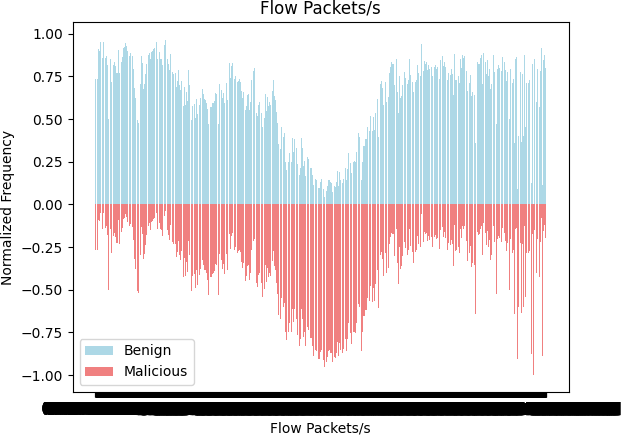 Flow Packets/s
1.00
0.75
0.50
0.25
0.00
−0.25
−0.50
−0.75
−1.00
Normalized Frequency
Benign
Malicious
Flow Packets/s